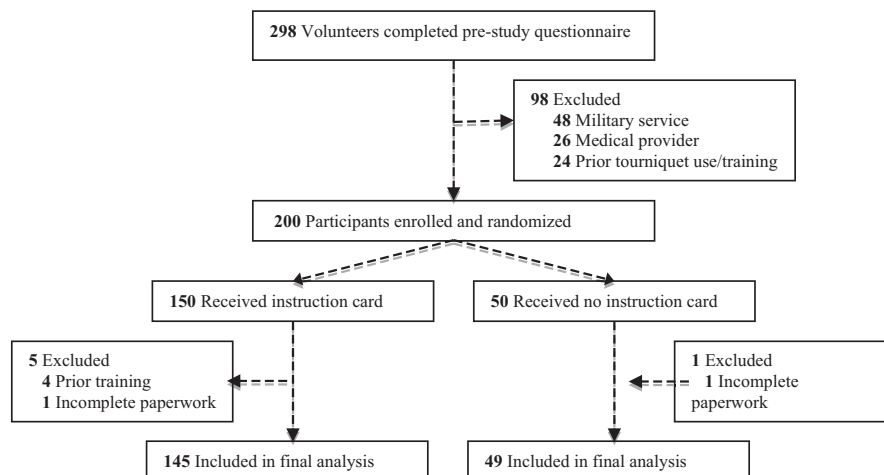 298 Volunteers completed pre-study questionnaire
98 Excluded
48 Military service
26 Medical provider
24 Prior tourniquet use/training
200 Participants enrolled and randomized
150 Received instruction card
50 Received no instruction card
5 Excluded
4 Prior training
1 Incomplete paperwork
1 Excluded
1 Incomplete
paperwork
145 Included in final analysis
49 Included in final analysis